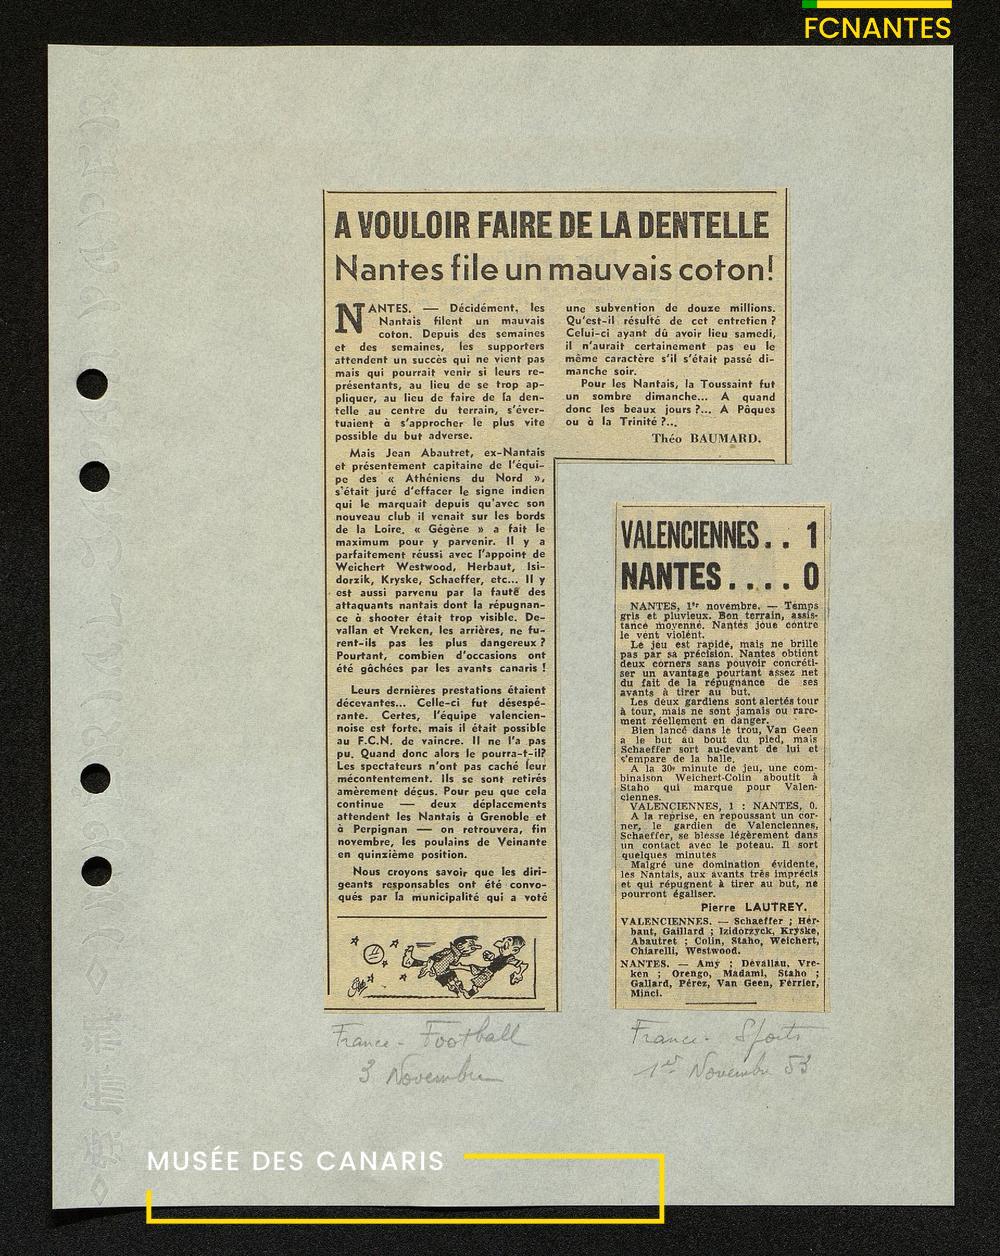 FCNANTES
A VOULOIR FAIRE DE LA DENTELLE
Nantes file un mauvais coton!
NANTES. — Décidément, les
Nantais filent un mauvais
coton. Depuis des semaines
et des semaines, les supporters
attendent un succès qui ne vient pas
mais qui pourrait venir si leurs re-
présentants, au lieu de se trop ap-
pliquer, au lieu de faire de la den-
telle au centre du terrain, s'éver-
tuaient à s'approcher le plus vite
possible du but adverse.
Mais Jean Abautret, ex-Nantais
et présentement capitaine de l'équi-
pe des « Athéniens du Nord »,
s'était juré d'effacer le signe indien
qui le marquait depuis qu'avec son
nouveau club il venait sur les bords
de la Loire. « Gégène » a fait le
maximum pour y parvenir. Il y a
parfaitement réussi avec l'appoint de
Weichert Westwood, Herbaut, Isi-
dorzik, Kryske, Schaeffer, etc... Il y
est aussi parvenu par la faute des
attaquants nantais dont la répugnan-
ce à shooter était trop visible. De-
vallan et Vreken, les arrières, ne fu-
rent-ils pas les plus dangereux ?
Pourtant, combien d'occasions ont
été gâchées par les avants canaris !
Leurs dernières prestations étaient
décevantes... Celle-ci fut désespé-
rante. Certes, l'équipe valencien-
noise est forte, mais il était possible
au F.C.N. de vaincre. Il ne l'a pas
pu. Quand donc alors le pourra-t-il?
Les spectateurs n'ont pas caché leur
mécontentement. Ils se sont retirés
amèrement déçus. Pour peu que cela
continue — deux déplacements
attendent les Nantais à Grenoble et
à Perpignan — on retrouvera, fin
novembre, les poulains de Veinante
en quinzième position.
Nous croyons savoir que les diri-
geants responsables ont été convo-
qués par la municipalité qui a voté
une subvention de douze millions.
Qu'est-il résulté de cet entretien ?
Celui-ci ayant dû avoir lieu samedi,
il n'aurait certainement pas eu le
même caractère s'il s'était passé di-
manche soir.
Pour les Nantais, la Toussaint fut
un sombre dimanche... A quand
donc les beaux jours ?... A Pâques
ou à la Trinité ?...
Théo BAUMARD.
VALENCIENNES.. 1
NANTES.... 0
NANTES, 1er novembre. — Temps
gris et pluvieux. Bon terrain, assis-
tance moyenne. Nantes joue contre
le vent violent.
Le jeu est rapide, mais ne brille
pas par sa précision. Nantes obtient
deux corners sans pouvoir concréti-
ser un avantage pourtant assez net
du fait de la répugnance de ses
avants à tirer au but.
Les deux gardiens sont alertés tour
à tour, mais ne sont jamais ou rare-
ment réellement en danger.
Bien lancé dans le trou, Van Geen
a le but au bout du pied, mais
Schaeffer sort au-devant de lui et
s'empare de la balle.
A la 30e minute de jeu, une com-
binaison Weichert-Colin aboutit à
Staho qui marque pour Valen-
ciennes.
VALENCIENNES, 1 : NANTES, 0.
A la reprise, en repoussant un cor-
ner, le gardien de Valenciennes,
Schaeffer, se blesse légèrement dans
un contact avec le poteau. Il sort
quelques minutes
Malgré une domination évidente,
les Nantais, aux avants très imprécis
et qui répugnent à tirer au but, ne
pourront égaliser.
Pierre LAUTREY.
VALENCIENNES. — Schaeffer ; Her-
baut, Gaillard ; Izidorzyck, Kryske,
Abautret ; Colin, Staho, Weichert,
Chiarelli, Westwood.
NANTES. — Amy ; Devallau, Vre-
ken ; Orengo, Madami, Staho ;
Gallard, Pérez, Van Geen, Ferrier,
Minci.
France - Football
3 Novembre
France - Sports
1er Novembre 53
MUSÉE DES CANARIS